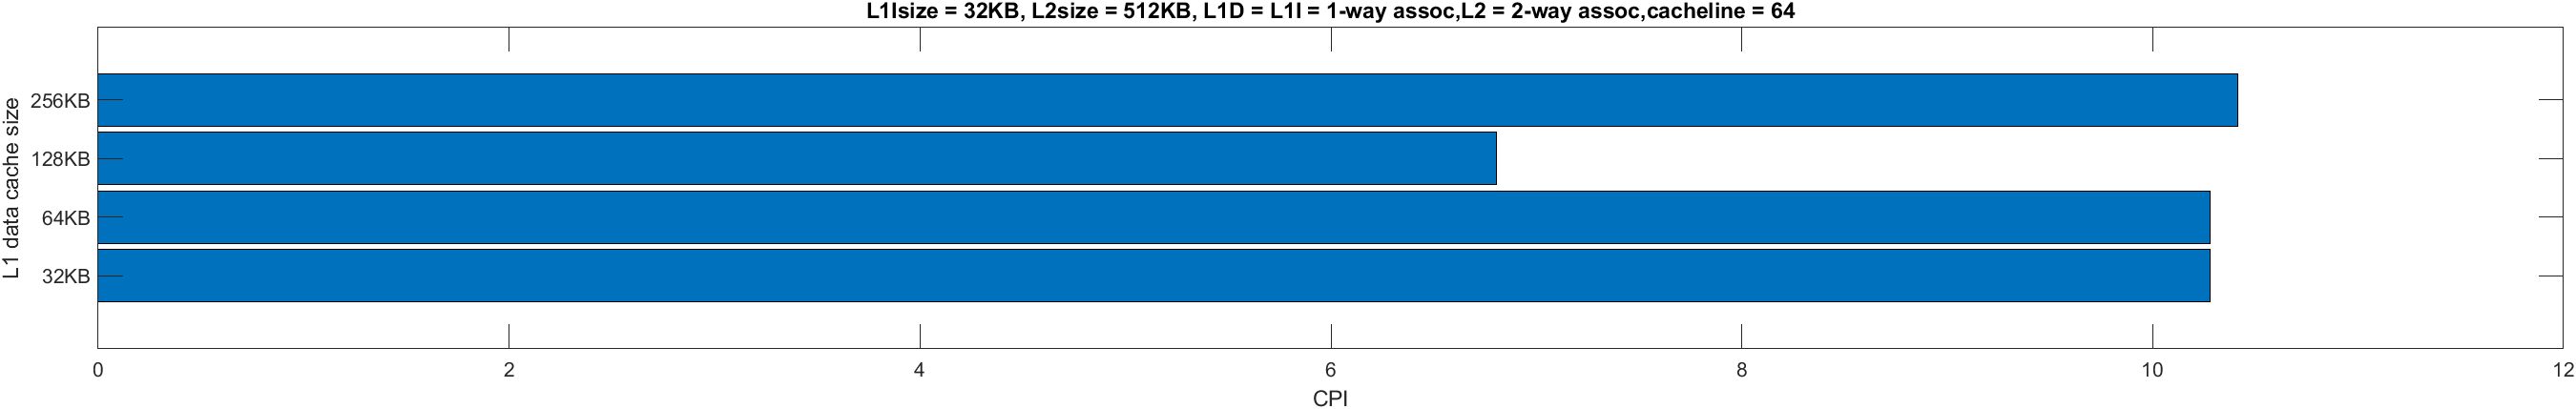 L1Isize = 32KB, L2size = 512KB, L1D = L1I = 1-way assoc,L2 = 2-way assoc,cacheline = 64
L1 data cache size
256KB
128KB
64KB
32KB
0 2 4 6 8 10 12
CPI